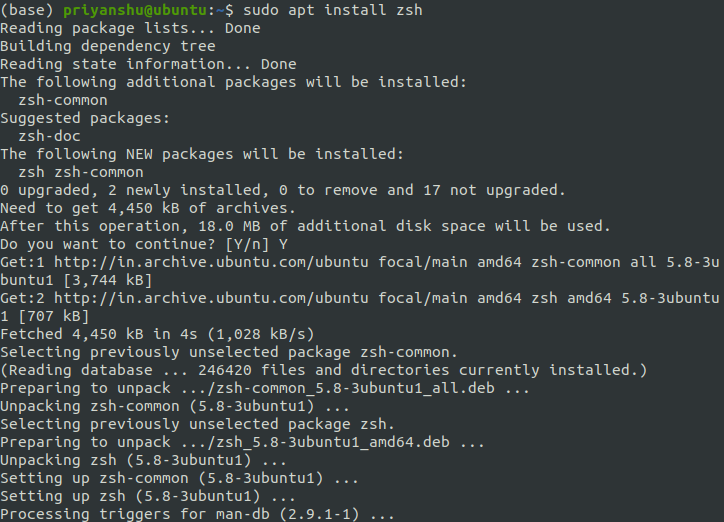 (base) priyanshu@ubuntu:~$ sudo apt install zsh
Reading package lists... Done
Building dependency tree
Reading state information... Done
The following additional packages will be installed:
  zsh-common
Suggested packages:
  zsh-doc
The following NEW packages will be installed:
  zsh zsh-common
0 upgraded, 2 newly installed, 0 to remove and 17 not upgraded.
Need to get 4,450 kB of archives.
After this operation, 18.0 MB of additional disk space will be used.
Do you want to continue? [Y/n] Y
Get:1 http://in.archive.ubuntu.com/ubuntu focal/main amd64 zsh-common all 5.8-3u
buntu1 [3,744 kB]
Get:2 http://in.archive.ubuntu.com/ubuntu focal/main amd64 zsh amd64 5.8-3ubuntu
1 [707 kB]
Fetched 4,450 kB in 4s (1,028 kB/s)
Selecting previously unselected package zsh-common.
(Reading database ... 246420 files and directories currently installed.)
Preparing to unpack .../zsh-common_5.8-3ubuntu1_all.deb ...
Unpacking zsh-common (5.8-3ubuntu1) ...
Selecting previously unselected package zsh.
Preparing to unpack .../zsh_5.8-3ubuntu1_amd64.deb ...
Unpacking zsh (5.8-3ubuntu1) ...
Setting up zsh-common (5.8-3ubuntu1) ...
Setting up zsh (5.8-3ubuntu1) ...
Processing triggers for man-db (2.9.1-1) ...